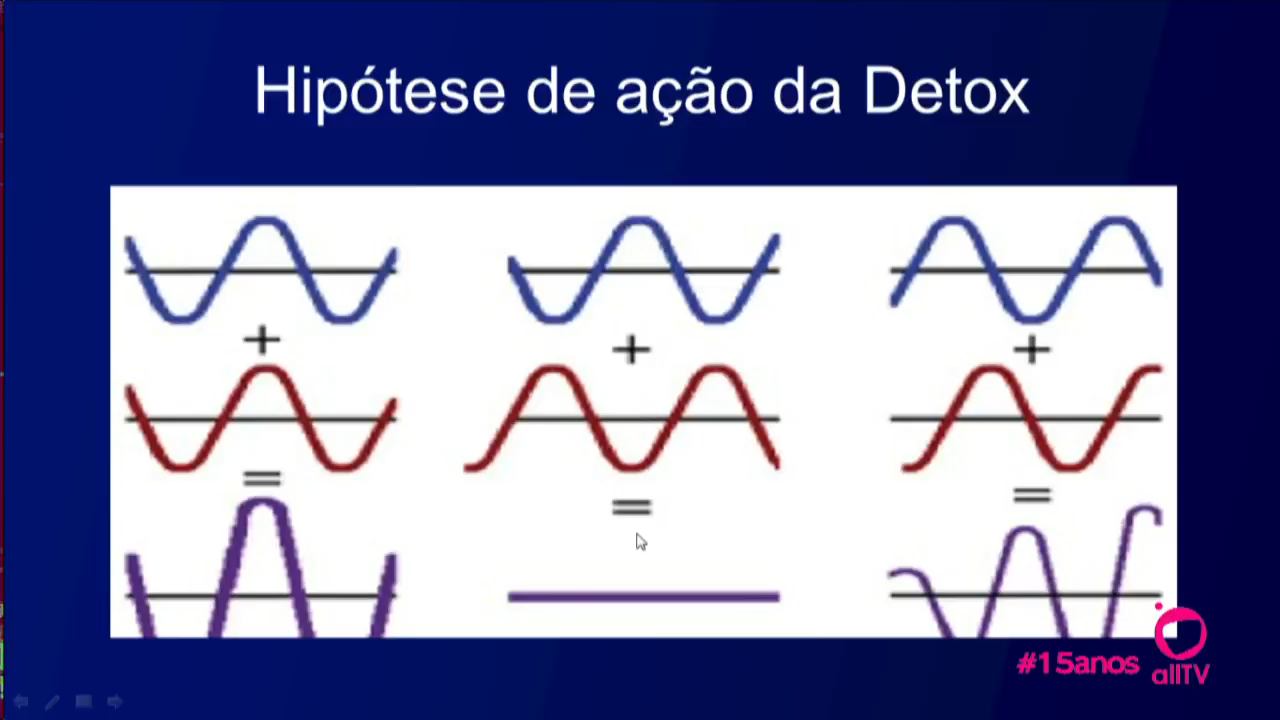 Hipótese de ação da Detox
+
+
+
=
=
=
#15anos
allTV